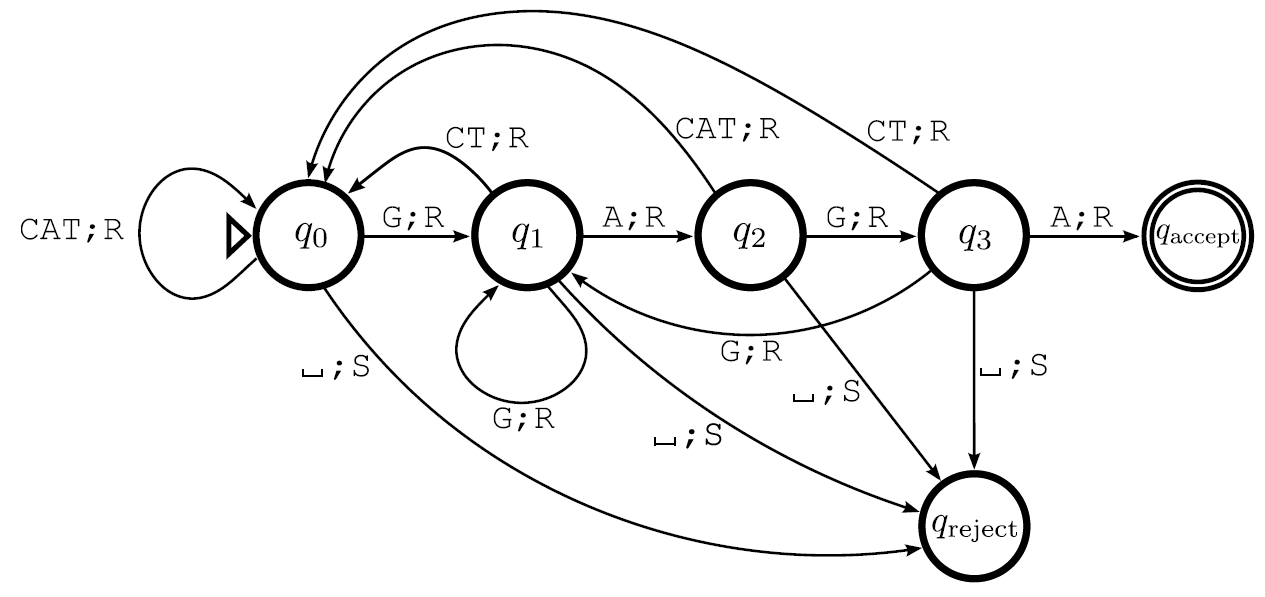 CT;R
CAT;R
CT;R
CAT;R
q0
G;R
q1
A;R
q2
G;R
q3
A;R
qaccept
G;R
␣;S
␣;S
␣;S
G;R
␣;S
qreject